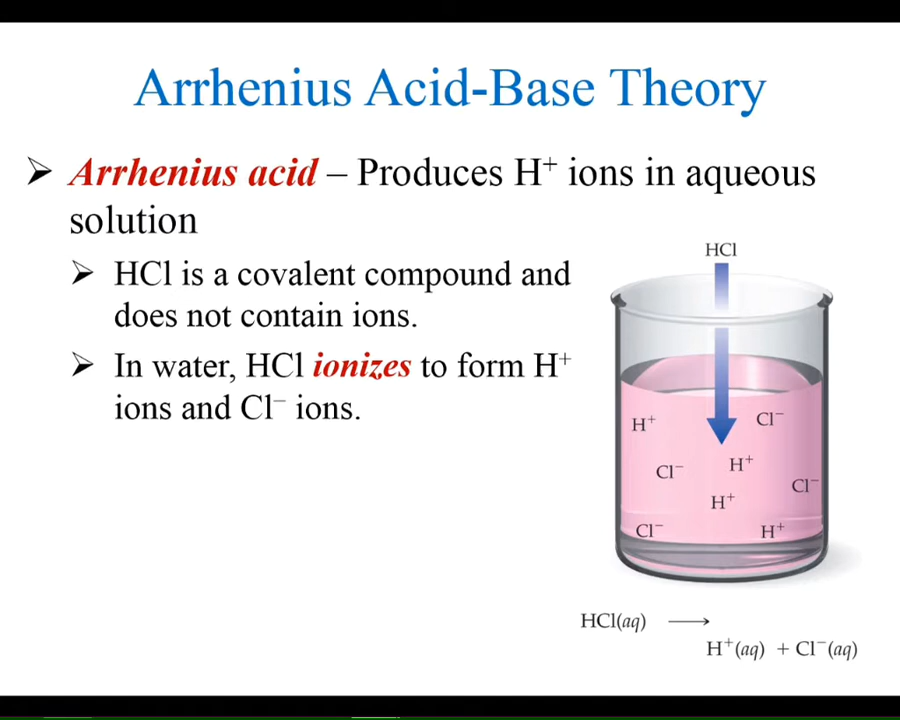 Arrhenius Acid-Base Theory
➢ Arrhenius acid – Produces H⁺ ions in aqueous
solution
➢ HCl is a covalent compound and
does not contain ions.
➢ In water, HCl ionizes to form H⁺
ions and Cl⁻ ions.
HCl
H⁺
Cl⁻
Cl⁻
H⁺
Cl⁻
H⁺
Cl⁻
H⁺
HCl(aq) ⟶
H⁺(aq) + Cl⁻(aq)